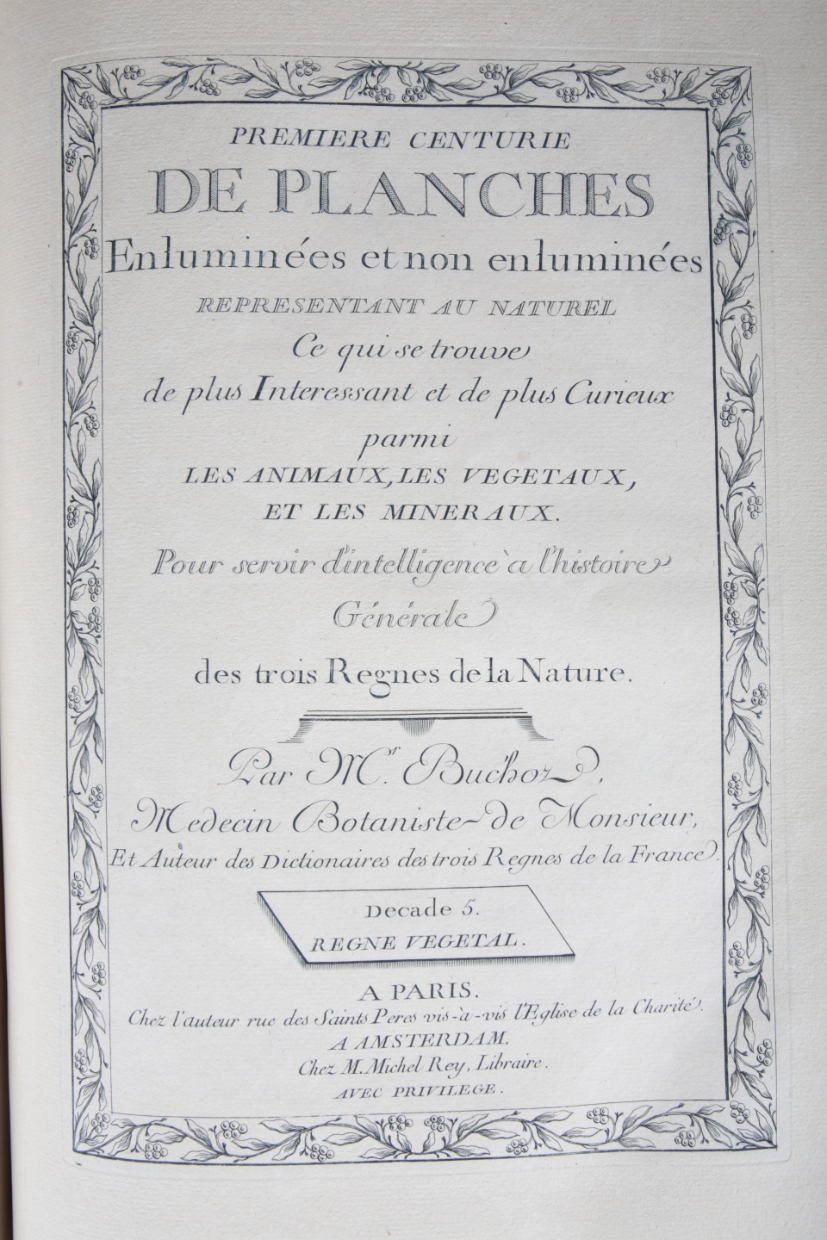 PREMIERE CENTURIE
DE PLANCHES
Enluminées et non enluminées
REPRESENTANT AU NATUREL
Ce qui se trouve
de plus Interessant et de plus Curieux
parmi
LES ANIMAUX, LES VEGETAUX,
ET LES MINERAUX.
Pour servir d'intelligence à l'histoire
Générale
des trois Regnes de la Nature.
Par Mr. Buchoz,
Medecin Botaniste de Monsieur,
Et Auteur des Dictionaires des trois Regnes de la France.
Decade 5.
REGNE VEGETAL.
A PARIS.
Chez l'auteur rue des Saints Peres vis-à-vis l'Eglise de la Charité.
A AMSTERDAM.
Chez M. Michel Rey, Libraire.
AVEC PRIVILEGE.